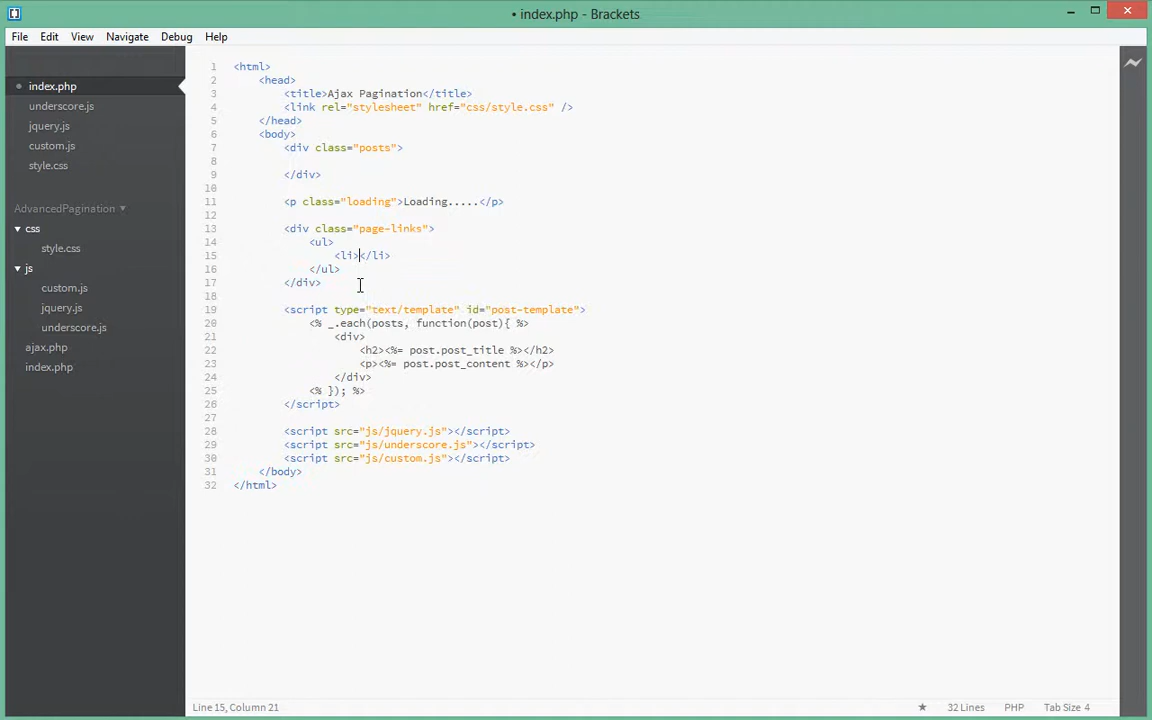 • index.php - Brackets
File Edit View Navigate Debug Help
index.php
underscore.js
jquery.js
custom.js
style.css
AdvancedPagination
css
style.css
js
custom.js
jquery.js
underscore.js
ajax.php
index.php
1 <html>
2 <head>
3 <title>Ajax Pagination</title>
4 <link rel="stylesheet" href="css/style.css" />
5 </head>
6 <body>
7 <div class="posts">
8
9 </div>
10
11 <p class="loading">Loading.....</p>
12
13 <div class="page-links">
14 <ul>
15 <li></li>
16 </ul>
17 </div>
18
19 <script type="text/template" id="post-template">
20 <% _.each(posts, function(post){ %>
21 <div>
22 <h2><%= post.post_title %></h2>
23 <p><%= post.post_content %></p>
24 </div>
25 <% }); %>
26 </script>
27
28 <script src="js/jquery.js"></script>
29 <script src="js/underscore.js"></script>
30 <script src="js/custom.js"></script>
31 </body>
32 </html>
Line 15, Column 21
32 Lines PHP Tab Size 4